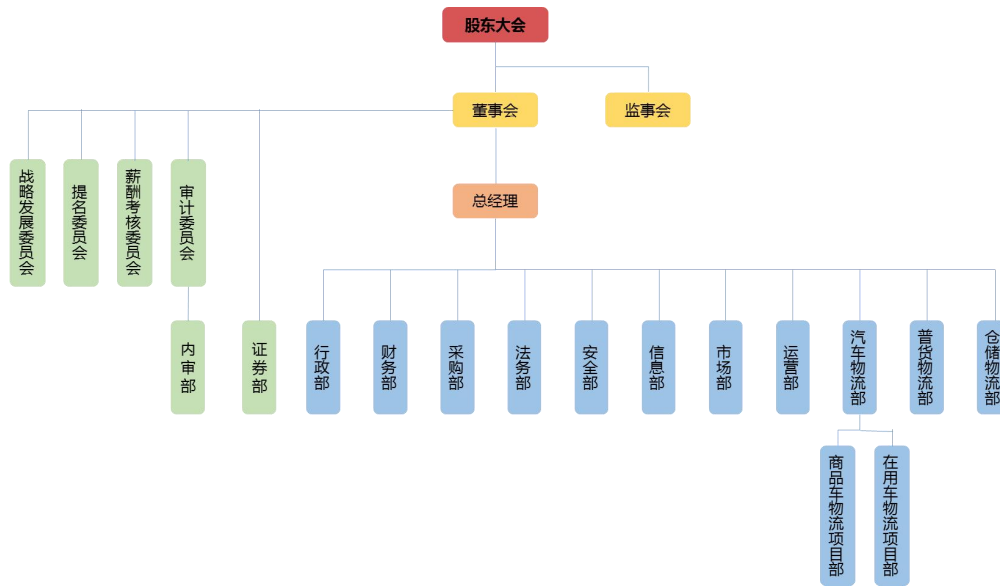 股东大会
董事会
监事会
战略发展委员会
提名委员会
薪酬考核委员会
审计委员会
总经理
内审部
证券部
行政部
财务部
采购部
法务部
安全部
信息部
市场部
运营部
汽车物流部
普货物流部
仓储物流部
商品车物流项目部
在用车物流项目部